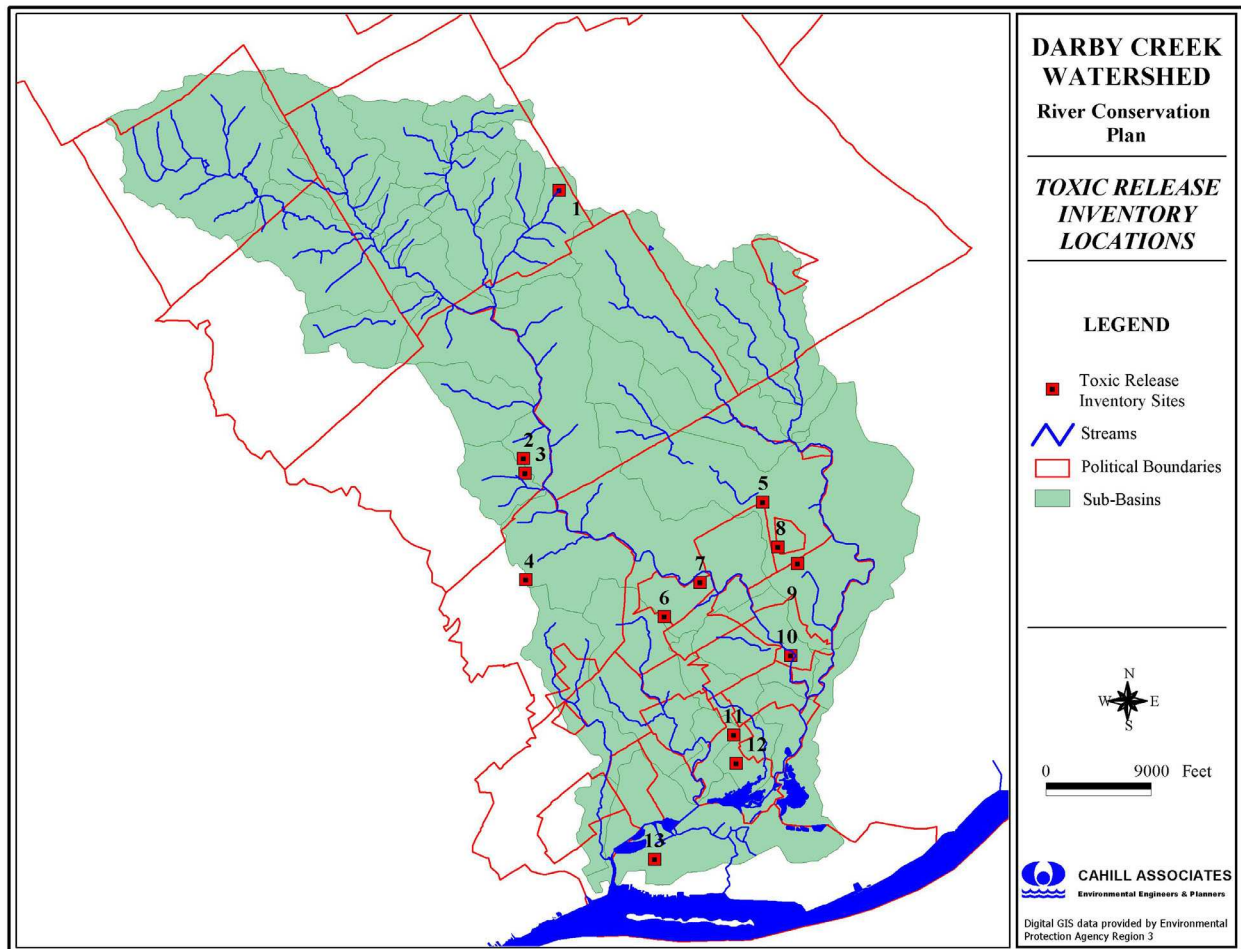 DARBY CREEK
WATERSHED
River Conservation
Plan
TOXIC RELEASE
INVENTORY
LOCATIONS
LEGEND
Toxic Release
Inventory Sites
Streams
Political Boundaries
Sub-Basins
N
W E
S
0 9000 Feet
CAHILL ASSOCIATES
Environmental Engineers & Planners
Digital GIS data provided by Environmental
Protection Agency Region 3
1
2
3
4
5
6
7
8
9
10
11
12
13